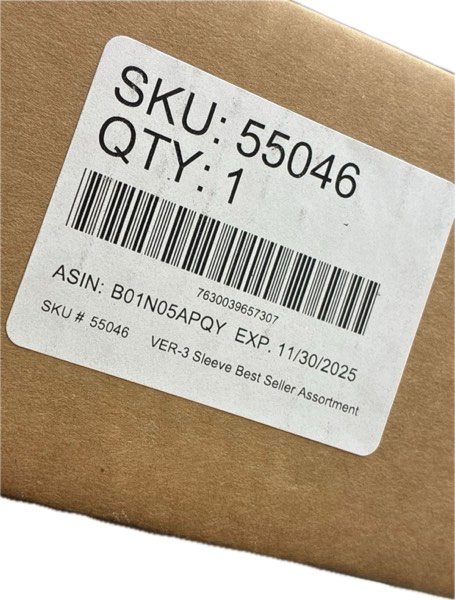 SKU: 55046
QTY: 1
7630039657307
ASIN: B01N05APQY EXP. 11/30/2025
SKU # 55046 VER-3 Sleeve Best Seller Assortment